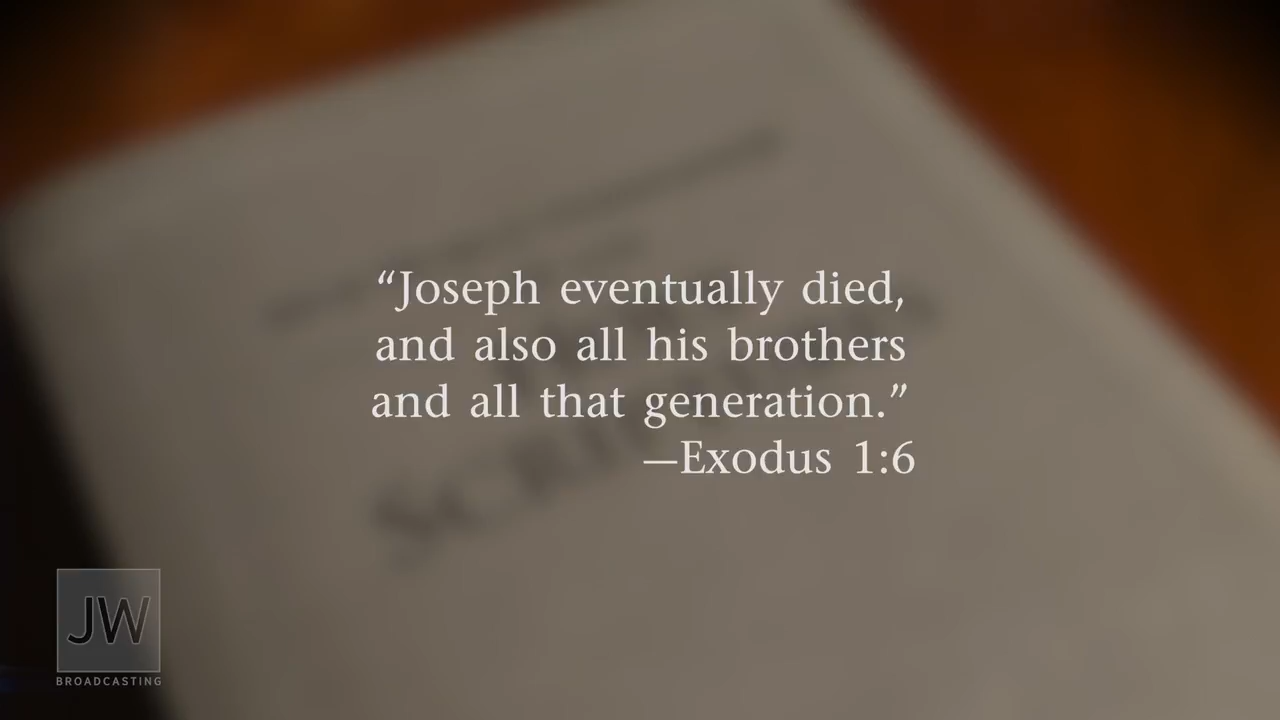 “Joseph eventually died,
and also all his brothers
and all that generation.”
—Exodus 1:6
JW
BROADCASTING